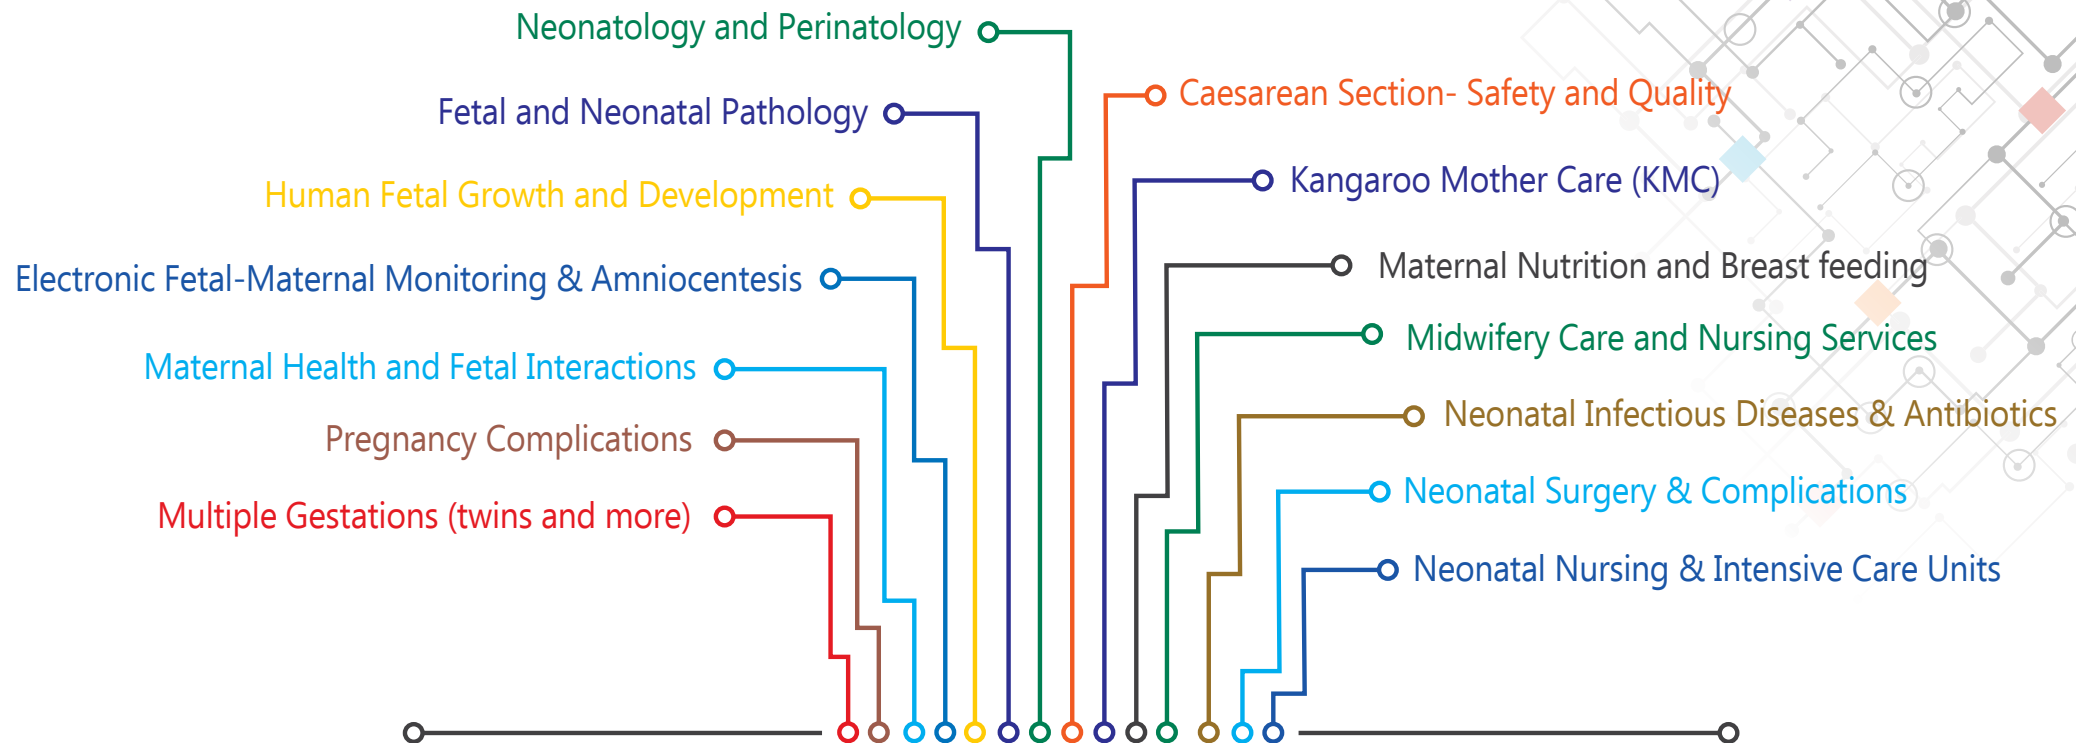 Neonatology and Perinatology
Fetal and Neonatal Pathology
Human Fetal Growth and Development
Electronic Fetal-Maternal Monitoring & Amniocentesis
Maternal Health and Fetal Interactions
Pregnancy Complications
Multiple Gestations (twins and more)
Caesarean Section- Safety and Quality
Kangaroo Mother Care (KMC)
Maternal Nutrition and Breast feeding
Midwifery Care and Nursing Services
Neonatal Infectious Diseases & Antibiotics
Neonatal Surgery & Complications
Neonatal Nursing & Intensive Care Units